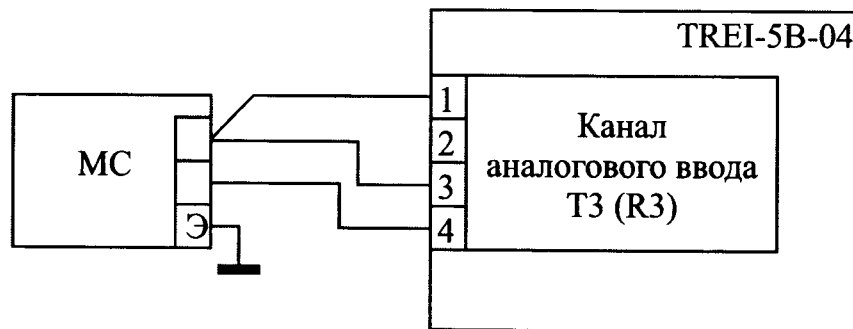 TREI-5B-04
МС
Э
1
2
3
4
Канал
аналогового ввода
Т3 (R3)